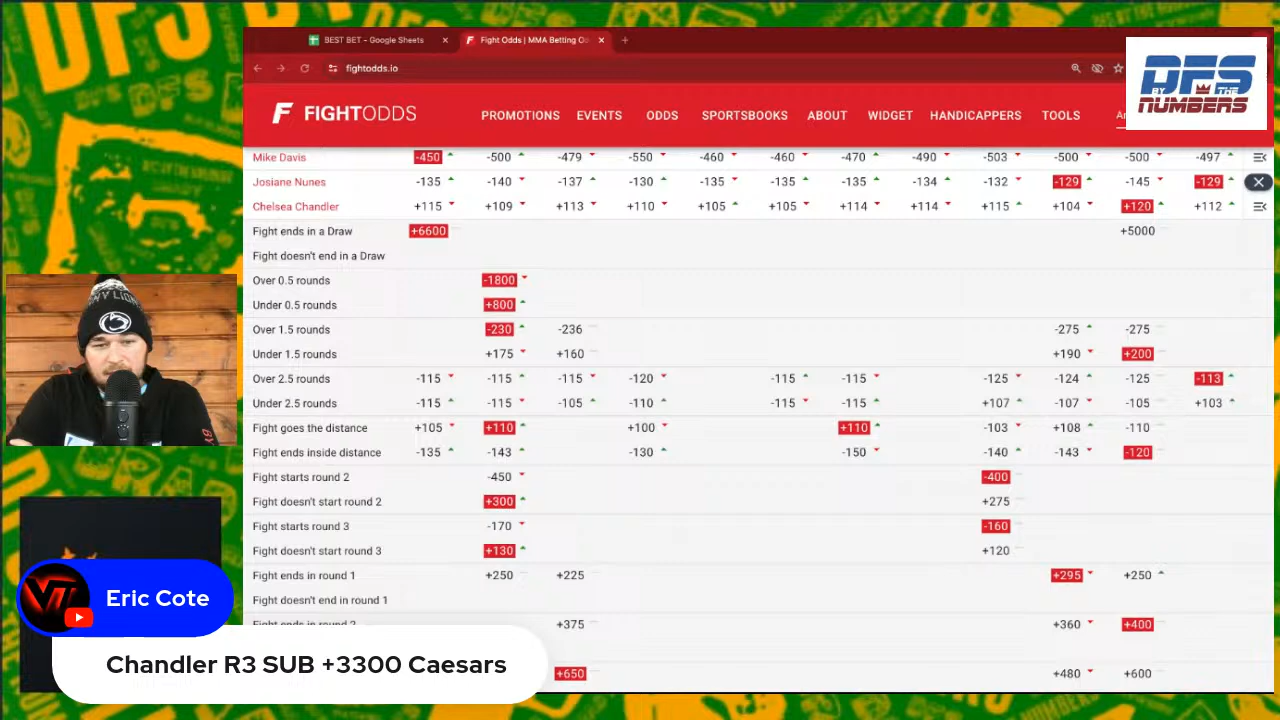 BEST BET - Google Sheets × Fight Odds | MMA Betting O × +
fightodds.io
DFS
BY THE
NUMBERS
FIGHTODDS PROMOTIONS EVENTS ODDS SPORTSBOOKS ABOUT WIDGET HANDICAPPERS TOOLS
Mike Davis -450 -500 -479 -550 -460 -460 -470 -490 -503 -500 -500 -497
Josiane Nunes -135 -140 -137 -130 -135 -135 -135 -134 -132 -129 -145 -129
Chelsea Chandler +115 +109 +113 +110 +105 +105 +114 +114 +115 +104 +120 +112
Fight ends in a Draw +6600 +5000
Fight doesn't end in a Draw
Over 0.5 rounds -1800
Under 0.5 rounds +800
Over 1.5 rounds -230 -236 -275 -275
Under 1.5 rounds +175 +160 +190 +200
Over 2.5 rounds -115 -115 -115 -120 -115 -115 -125 -124 -125 -113
Under 2.5 rounds -115 -115 -105 -110 -115 -115 +107 -107 -105 +103
Fight goes the distance +105 +110 +100 +110 -103 +108 -110
Fight ends inside distance -135 -143 -130 -150 -140 -143 -120
Fight starts round 2 -450 -400
Fight doesn't start round 2 +300 +275
Fight starts round 3 -170 -160
Fight doesn't start round 3 +130 +120
Fight ends in round 1 +250 +225 +295 +250
Fight doesn't end in round 1
Fight ends in round 2 +375 +360 +400
+650 +480 +600
VT
Eric Cote
Chandler R3 SUB +3300 Caesars